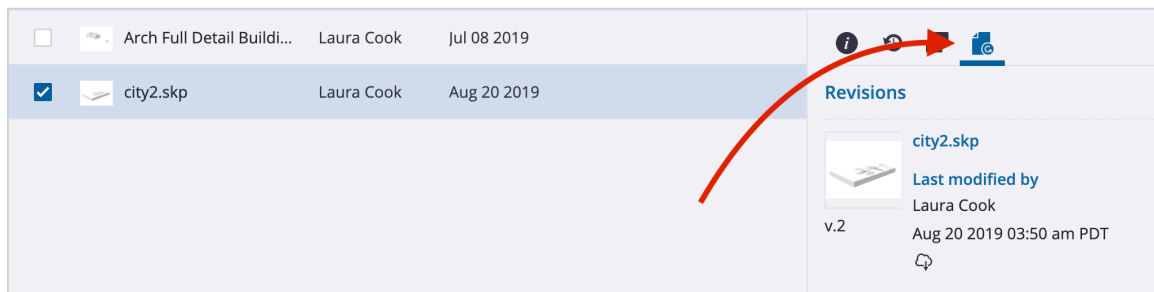 Arch Full Detail Buildi... Laura Cook Jul 08 2019
city2.skp Laura Cook Aug 20 2019
Revisions
city2.skp
Last modified by
Laura Cook
v.2
Aug 20 2019 03:50 am PDT